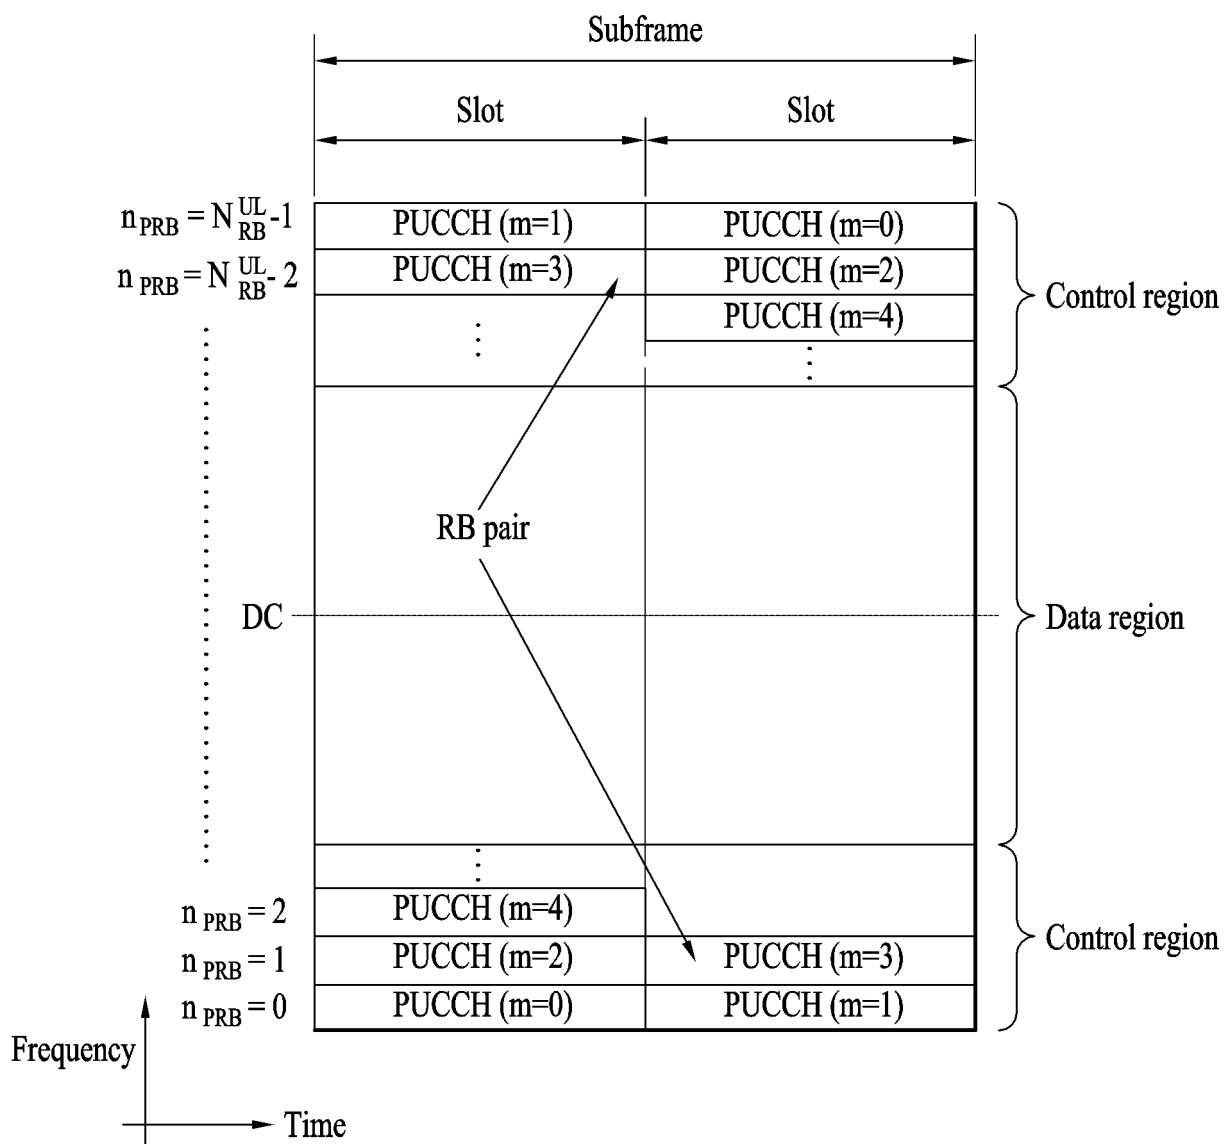 Subframe
Slot Slot
n PRB = N UL RB -1 PUCCH (m=1) PUCCH (m=0)
n PRB = N UL RB - 2 PUCCH (m=3) PUCCH (m=2)
PUCCH (m=4)
Control region
RB pair
DC
Data region
n PRB = 2 PUCCH (m=4)
Control region
n PRB = 1 PUCCH (m=2) PUCCH (m=3)
n PRB = 0 PUCCH (m=0) PUCCH (m=1)
Frequency
Time